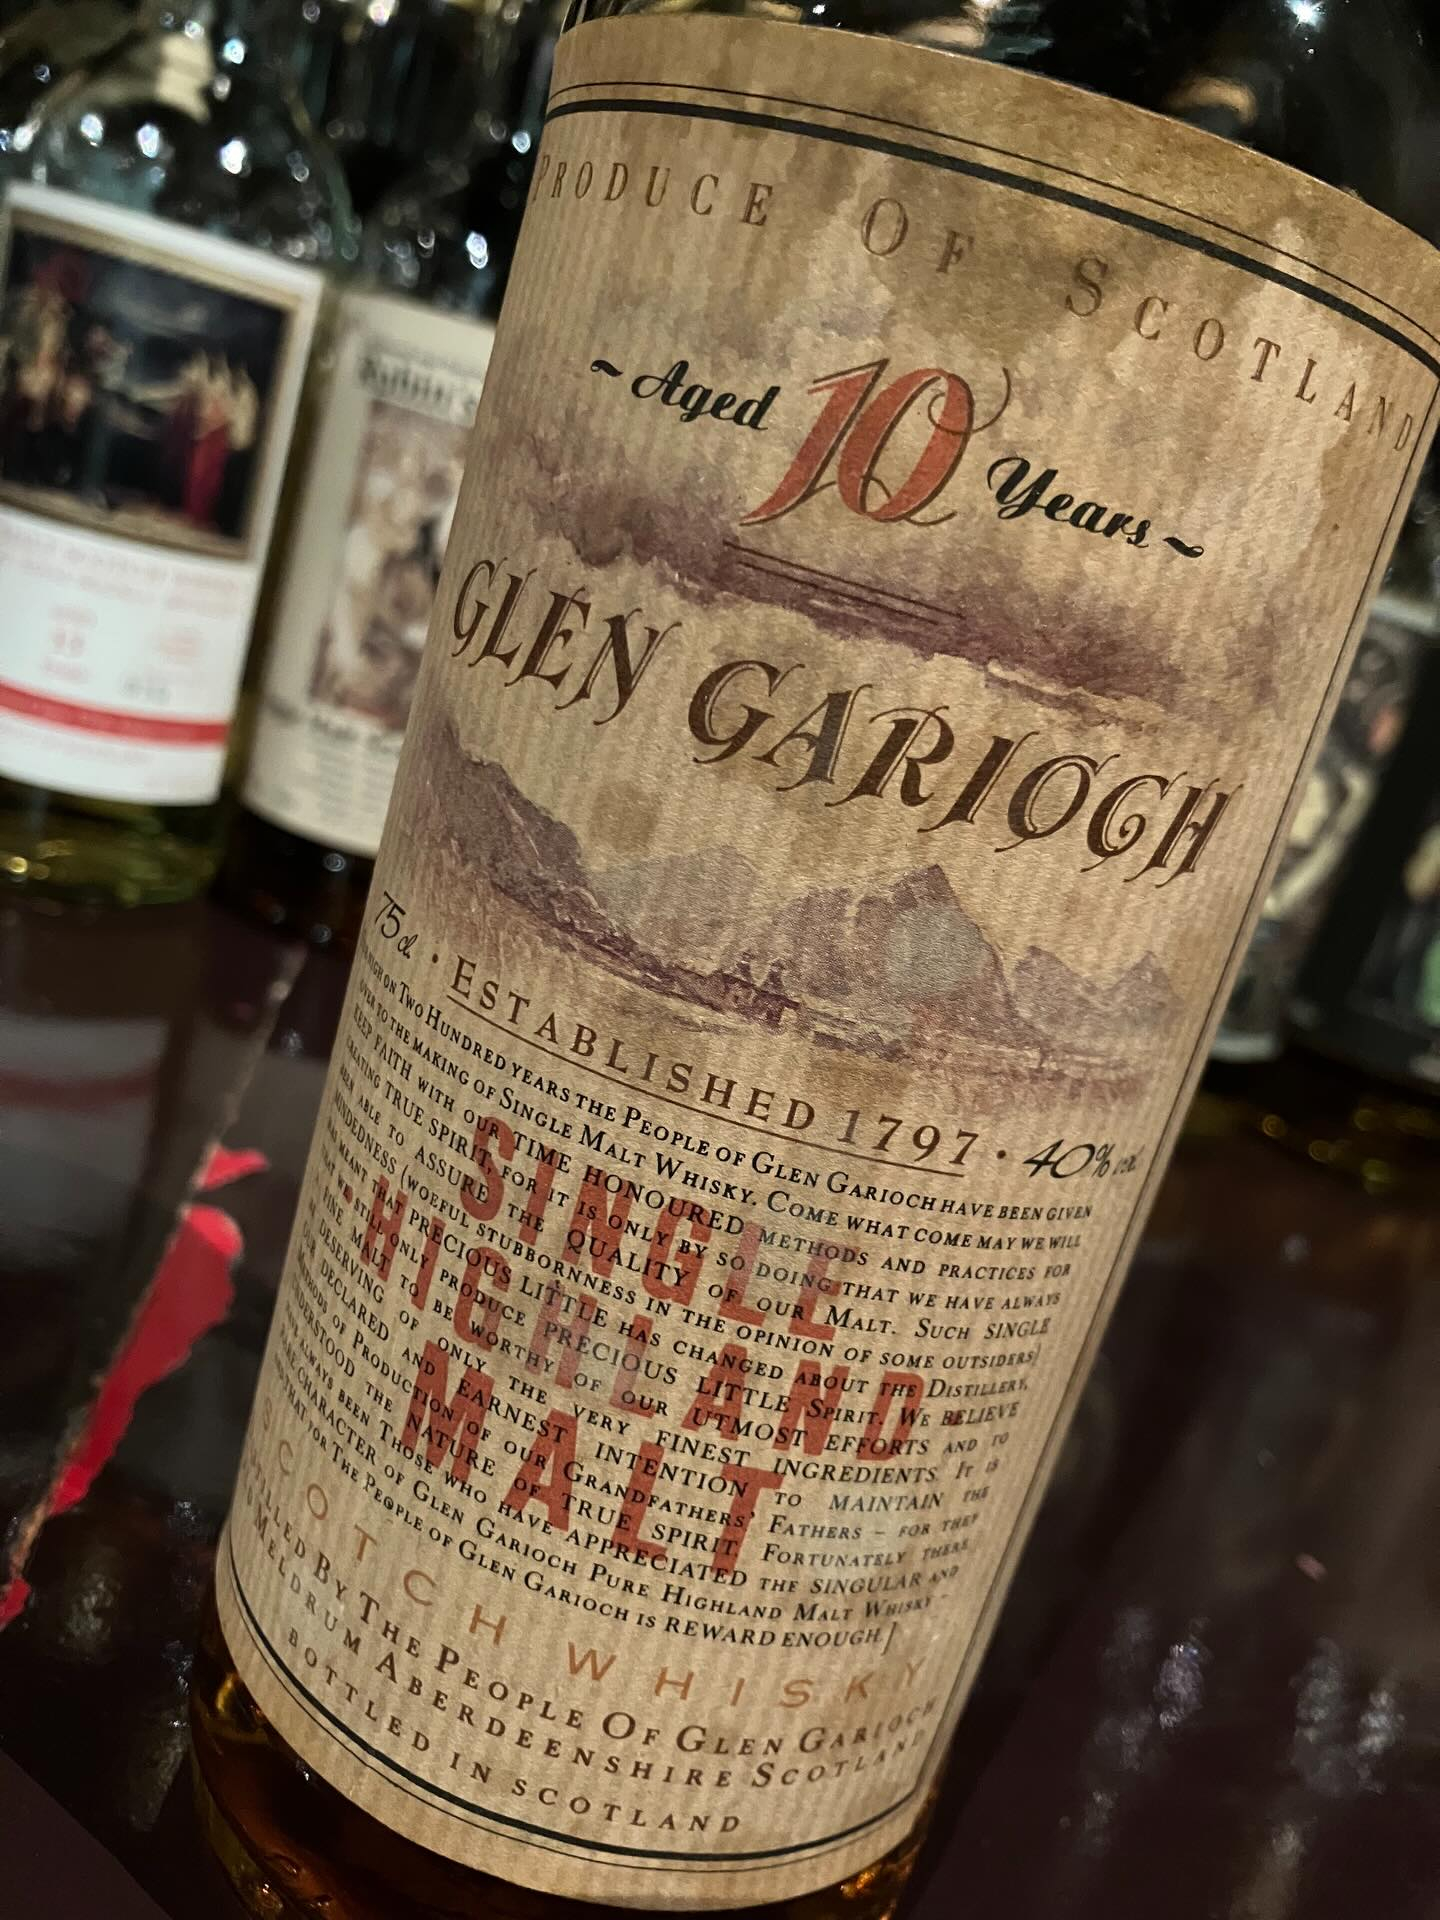 PRODUCE OF SCOTLAND
~Aged 10 Years~
GLEN GARIOCH
75cl · ESTABLISHED 1797 · 40% vol
NIGH ON TWO HUNDRED YEARS THE PEOPLE OF GLEN GARIOCH HAVE BEEN GIVEN
OVER TO THE MAKING OF SINGLE MALT WHISKY. COME WHAT COME MAY WE WILL
KEEP FAITH WITH OUR TIME HONOURED METHODS AND PRACTICES FOR
CREATING TRUE SPIRIT, FOR IT IS ONLY BY SO DOING THAT WE HAVE ALWAYS
BEEN ABLE TO ASSURE THE QUALITY OF OUR MALT. SUCH SINGLE
MINDEDNESS (WOEFUL STUBBORNNESS IN THE OPINION OF SOME OUTSIDERS)
HAS MEANT THAT PRECIOUS LITTLE HAS CHANGED ABOUT THE DISTILLERY,
THAT WE STILL ONLY PRODUCE PRECIOUS LITTLE SPIRIT. WE BELIEVE
FINE MALT TO BE WORTHY OF OUR UTMOST EFFORTS AND TO
BE DESERVING OF ONLY THE VERY FINEST INGREDIENTS. IT IS
OUR DECLARED AND EARNEST INTENTION TO MAINTAIN THE
METHODS OF PRODUCTION OF OUR GRANDFATHERS' FATHERS – FOR THEY
UNDERSTOOD THE NATURE OF TRUE SPIRIT. FORTUNATELY THERE
HAVE ALWAYS BEEN THOSE WHO HAVE APPRECIATED THE SINGULAR AND
RARE CHARACTER OF GLEN GARIOCH PURE HIGHLAND MALT WHISKY -
AND THAT FOR THE PEOPLE OF GLEN GARIOCH IS REWARD ENOUGH.
SINGLE
HIGHLAND
MALT
SCOTCH WHISKY
DISTILLED BY THE PEOPLE OF GLEN GARIOCH
OLD MELDRUM ABERDEENSHIRE SCOTLAND
BOTTLED IN SCOTLAND